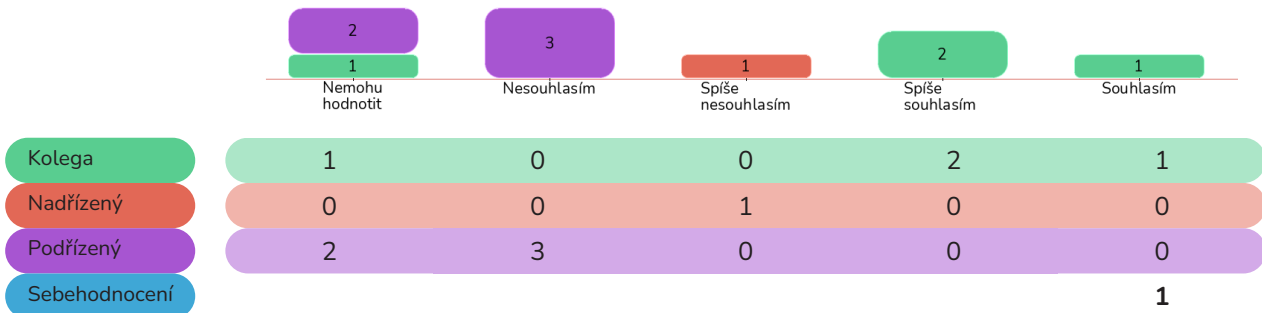 2
3
1
1
2
1
Nemohu
hodnotit
Nesouhlasím
Spíše
nesouhlasím
Spíše
souhlasím
Souhlasím
Kolega 1 0 0 2 1
Nadřízený 0 0 1 0 0
Podřízený 2 3 0 0 0
Sebehodnocení 1